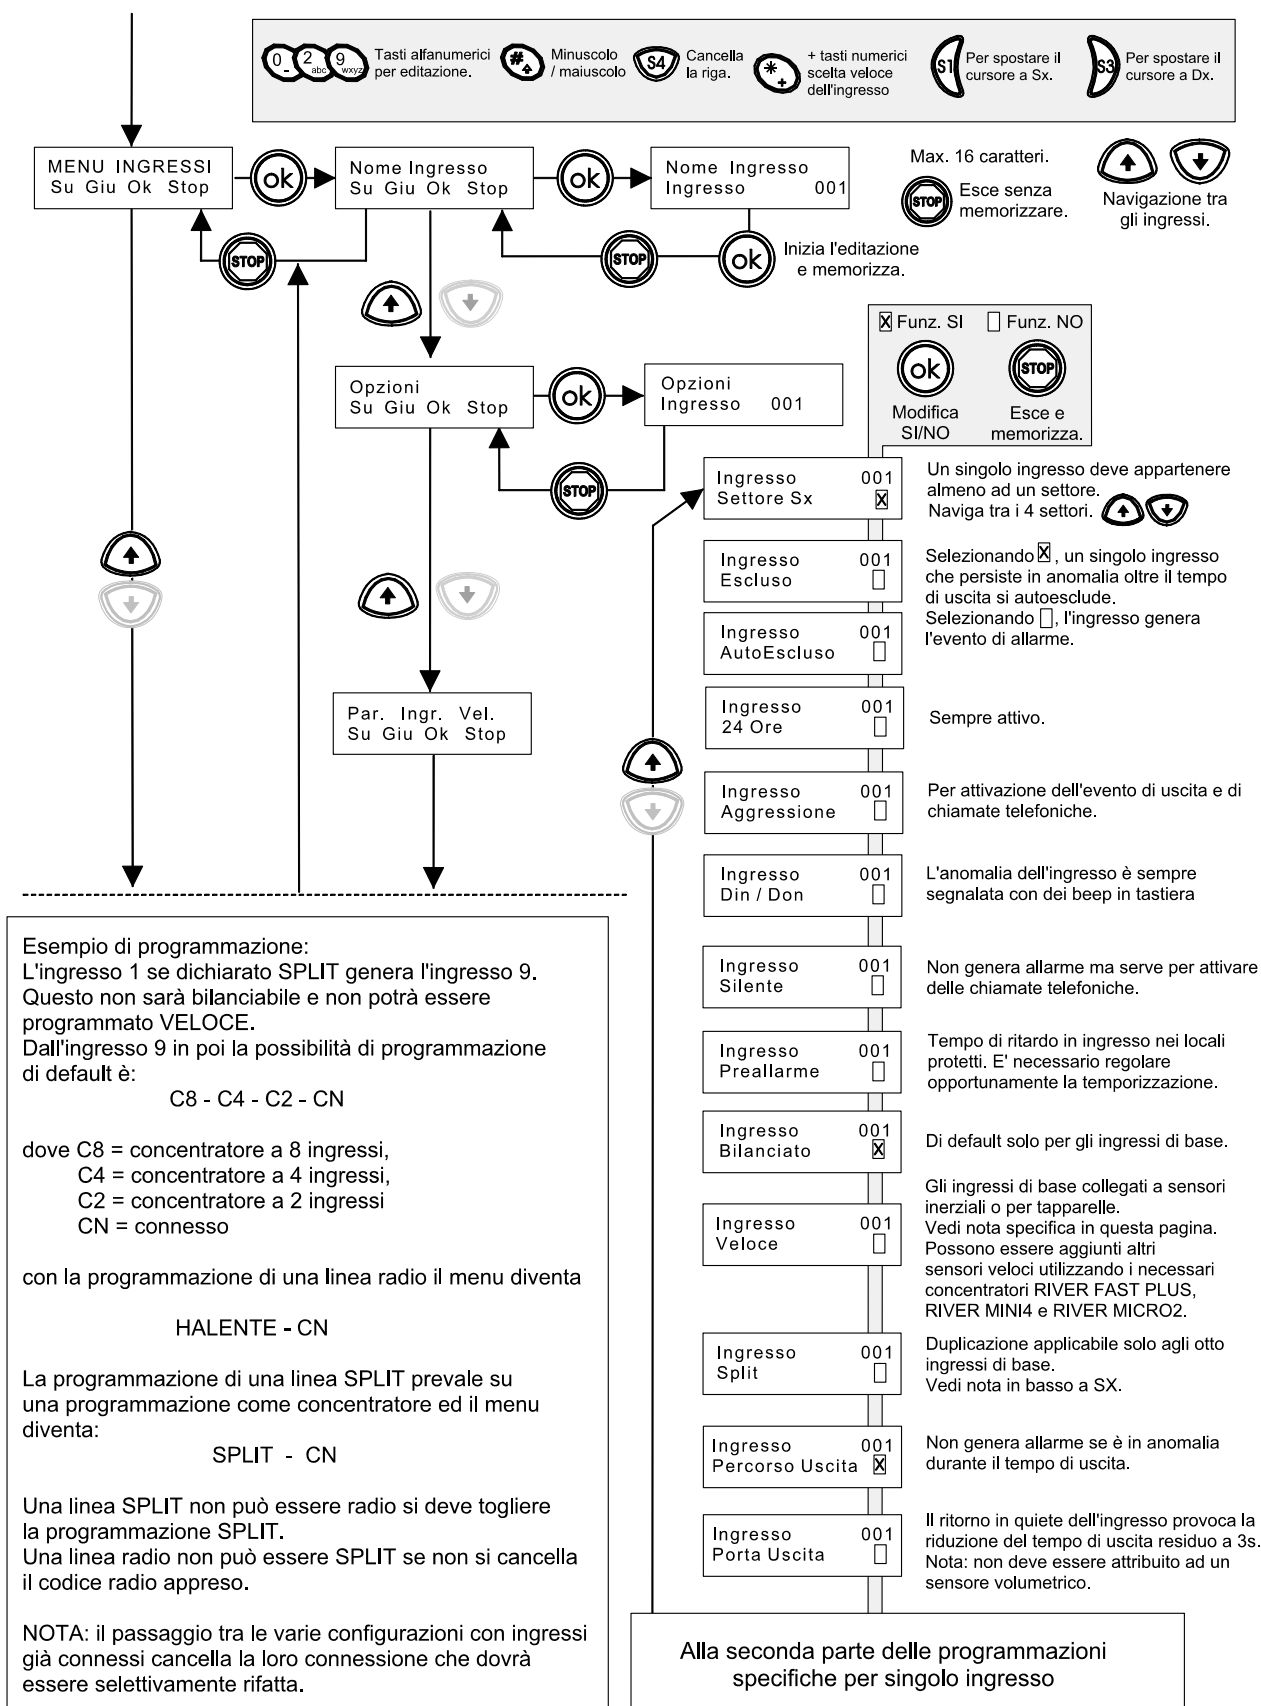 0 - 2 abc 9 wxyz
Tasti alfanumerici
per editazione.
#
Minuscolo
/ maiuscolo
S4
Cancella
la riga.
* +
+ tasti numerici
scelta veloce
dell'ingresso
S1
Per spostare il
cursore a Sx.
S3
Per spostare il
cursore a Dx.
MENU INGRESSI
Su Giu Ok Stop
ok
Nome Ingresso
Su Giu Ok Stop
ok
Nome Ingresso
Ingresso 001
Max. 16 caratteri.
STOP
Esce senza
memorizzare.
Navigazione tra
gli ingressi.
STOP
STOP
ok
Inizia l'editazione
e memorizza.
X Funz. SI
Funz. NO
ok
STOP
Modifica
SI/NO
Esce e
memorizza.
Opzioni
Su Giu Ok Stop
ok
Opzioni
Ingresso 001
STOP
Par. Ingr. Vel.
Su Giu Ok Stop
Ingresso 001
Settore Sx X
Un singolo ingresso deve appartenere
almeno ad un settore.
Naviga tra i 4 settori.
Ingresso 001
Escluso
Selezionando X , un singolo ingresso
che persiste in anomalia oltre il tempo
di uscita si autoesclude.
Selezionando , l'ingresso genera
l'evento di allarme.
Ingresso 001
AutoEscluso
Ingresso 001
24 Ore
Sempre attivo.
Ingresso 001
Aggressione
Per attivazione dell'evento di uscita e di
chiamate telefoniche.
Ingresso 001
Din / Don
L'anomalia dell'ingresso è sempre
segnalata con dei beep in tastiera
Ingresso 001
Silente
Non genera allarme ma serve per attivare
delle chiamate telefoniche.
Ingresso 001
Preallarme
Tempo di ritardo in ingresso nei locali
protetti. E' necessario regolare
opportunamente la temporizzazione.
Ingresso 001
Bilanciato X
Di default solo per gli ingressi di base.
Ingresso 001
Veloce
Gli ingressi di base collegati a sensori
inerziali o per tapparelle.
Vedi nota specifica in questa pagina.
Possono essere aggiunti altri
sensori veloci utilizzando i necessari
concentratori RIVER FAST PLUS,
RIVER MINI4 e RIVER MICRO2.
Ingresso 001
Split
Duplicazione applicabile solo agli otto
ingressi di base.
Vedi nota in basso a SX.
Ingresso 001
Percorso Uscita X
Non genera allarme se è in anomalia
durante il tempo di uscita.
Ingresso 001
Porta Uscita
Il ritorno in quiete dell'ingresso provoca la
riduzione del tempo di uscita residuo a 3s.
Nota: non deve essere attribuito ad un
sensore volumetrico.
Alla seconda parte delle programmazioni
specifiche per singolo ingresso
Esempio di programmazione:
L'ingresso 1 se dichiarato SPLIT genera l'ingresso 9.
Questo non sarà bilanciabile e non potrà essere
programmato VELOCE.
Dall'ingresso 9 in poi la possibilità di programmazione
di default è:
C8 - C4 - C2 - CN
dove C8 = concentratore a 8 ingressi,
C4 = concentratore a 4 ingressi,
C2 = concentratore a 2 ingressi
CN = connesso
con la programmazione di una linea radio il menu diventa
HALENTE - CN
La programmazione di una linea SPLIT prevale su
una programmazione come concentratore ed il menu
diventa:
SPLIT - CN
Una linea SPLIT non può essere radio si deve togliere
la programmazione SPLIT.
Una linea radio non può essere SPLIT se non si cancella
il codice radio appreso.
NOTA: il passaggio tra le varie configurazioni con ingressi
già connessi cancella la loro connessione che dovrà
essere selettivamente rifatta.